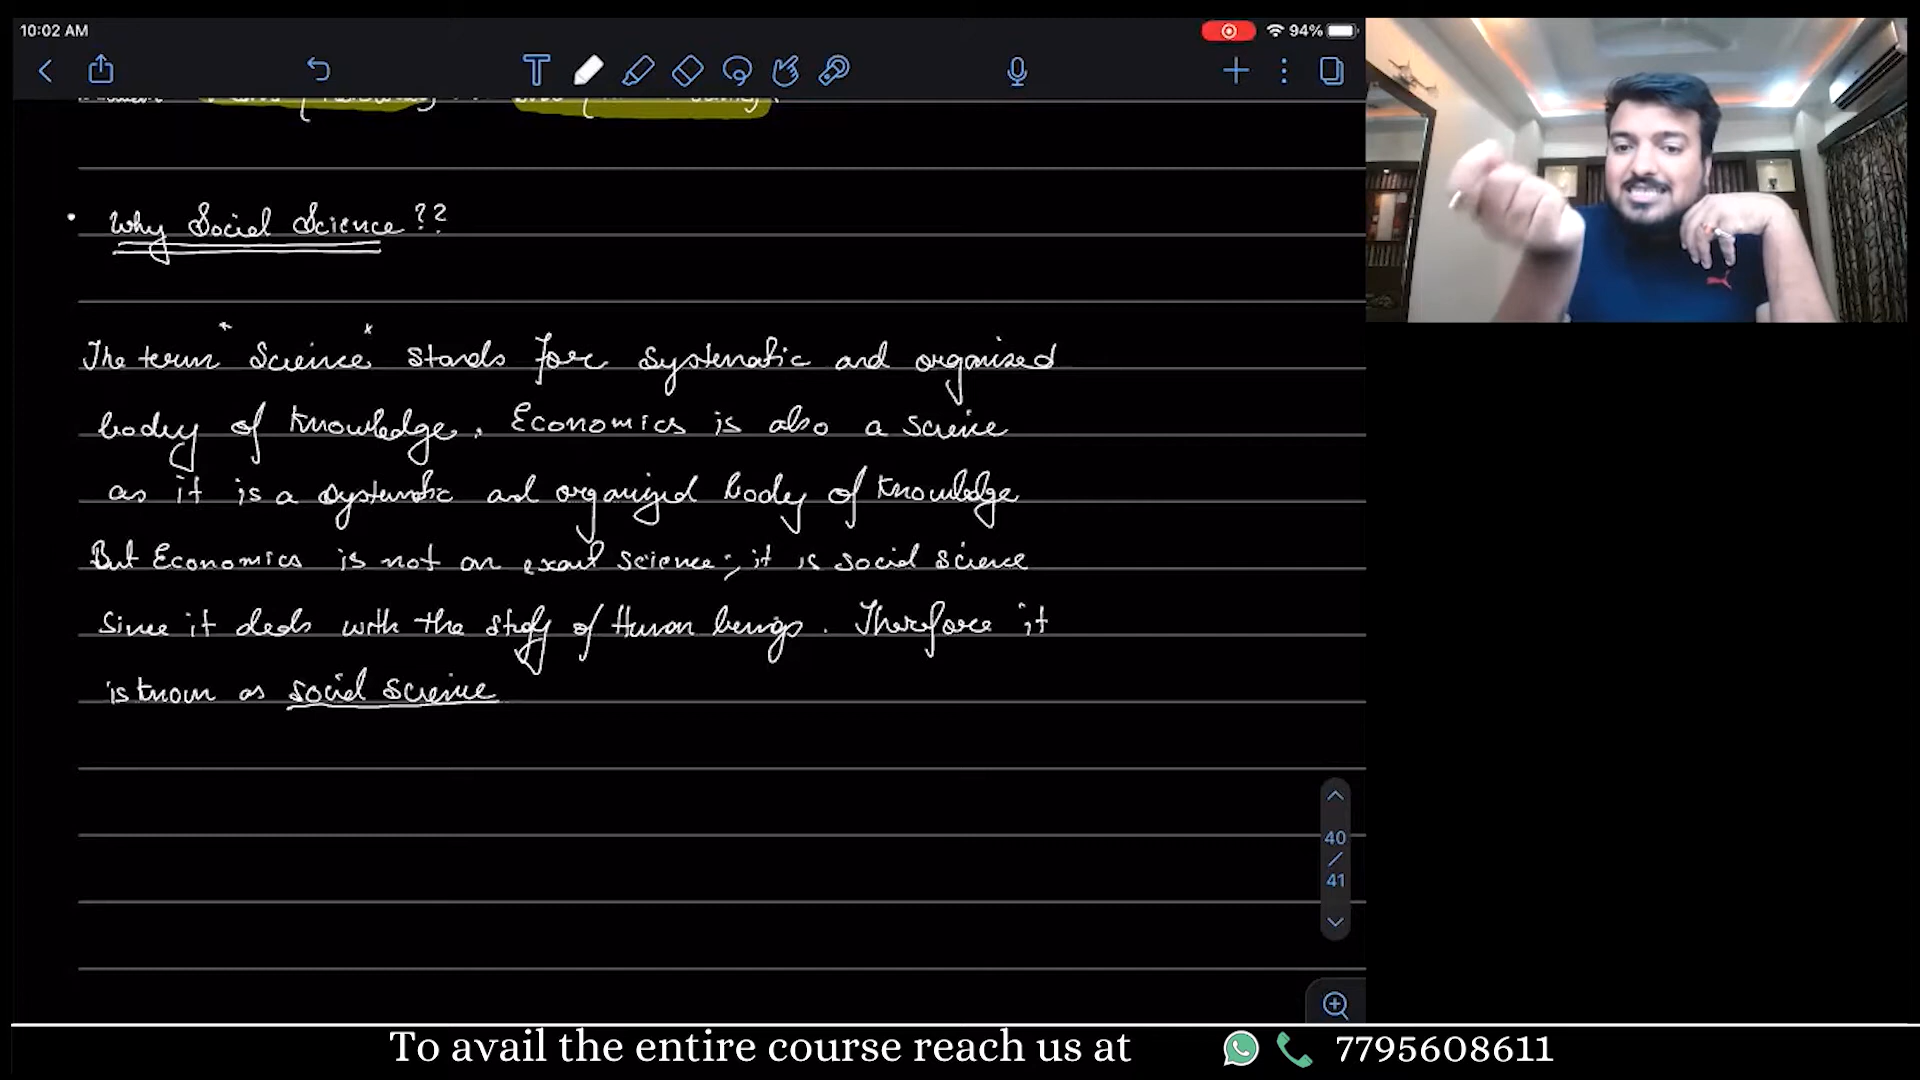 10:02 AM
94%
• Why Social Science??
The term "Science" stands for systematic and organised
body of knowledge. Economics is also a science
as it is a systematic and organized body of knowledge
But Economics is not an exact science; it is social science
Since it deals with the study of Human beings. Therefore it
is known as social science
40
/
41
To avail the entire course reach us at 7795608611